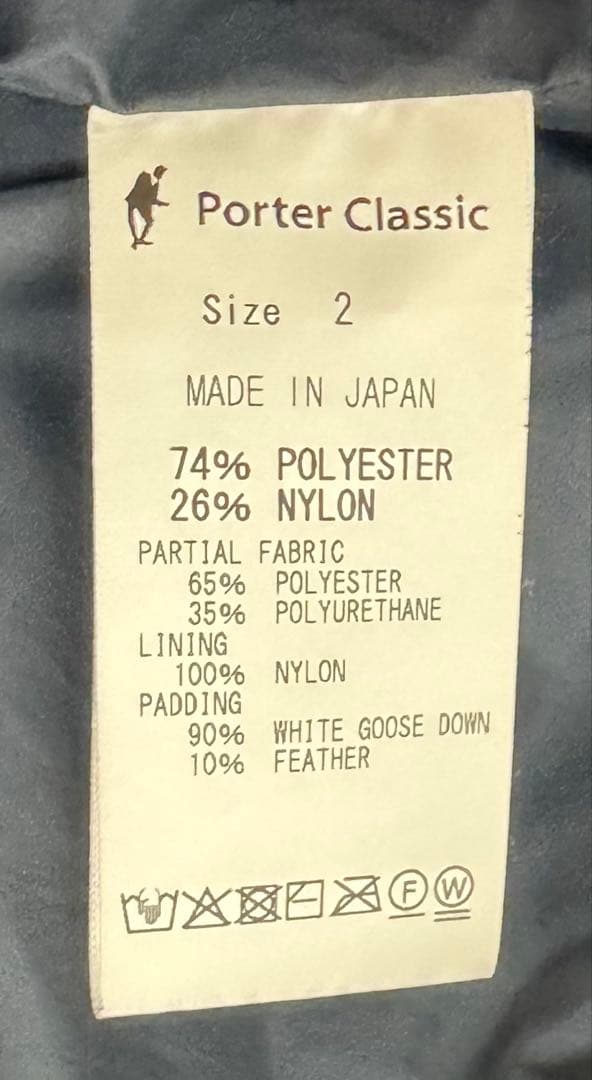 Porter Classic
Size 2
MADE IN JAPAN
74% POLYESTER
26% NYLON
PARTIAL FABRIC
65% POLYESTER
35% POLYURETHANE
LINING
100% NYLON
PADDING
90% WHITE GOOSE DOWN
10% FEATHER
F W